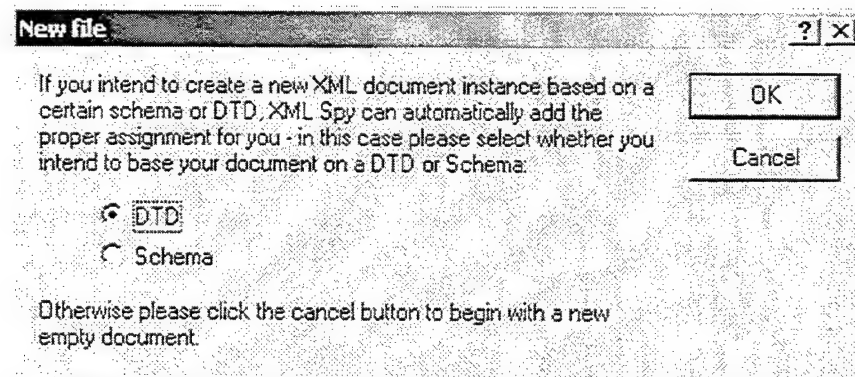 New file
? ×
If you intend to create a new XML document instance based on a
certain schema or DTD, XML Spy can automatically add the
proper assignment for you - in this case please select whether you
intend to base your document on a DTD or Schema:
OK
Cancel
DTD
Schema
Otherwise please click the cancel button to begin with a new
empty document.